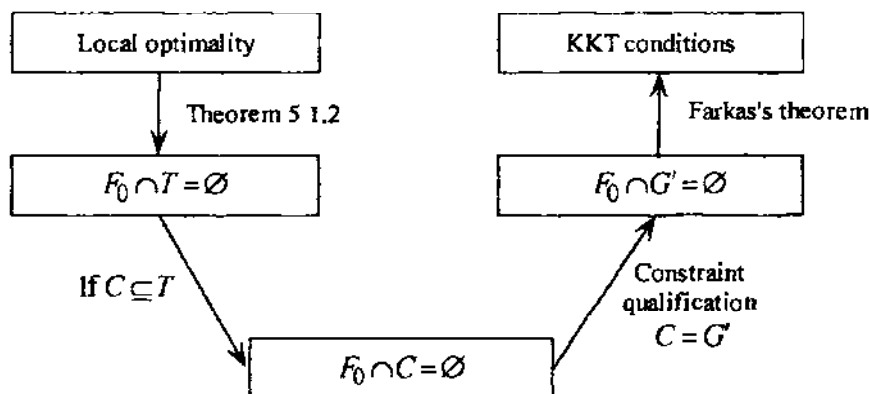 Local optimality
KKT conditions
Theorem 5 1.2
Farkas's theorem
F₀ ∩ T = ∅
F₀ ∩ G' = ∅
If C ⊆ T
Constraint
qualification
C = G'
F₀ ∩ C = ∅